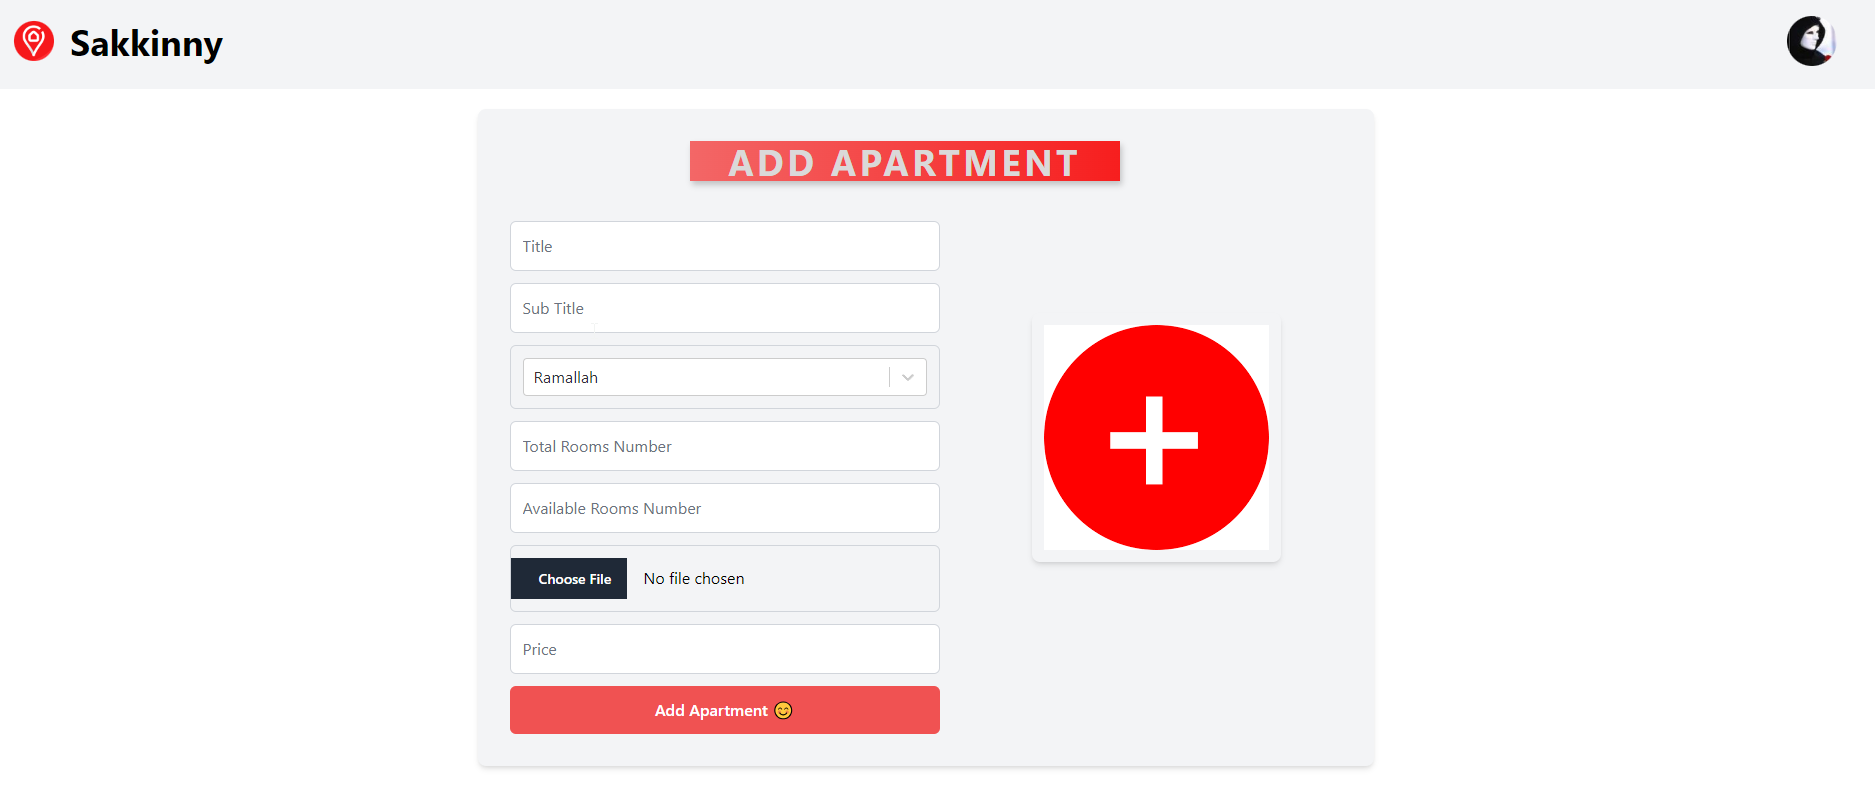 Sakkinny
ADD APARTMENT
Title
Sub Title
Ramallah
Total Rooms Number
Available Rooms Number
Choose File No file chosen
Price
Add Apartment 😊